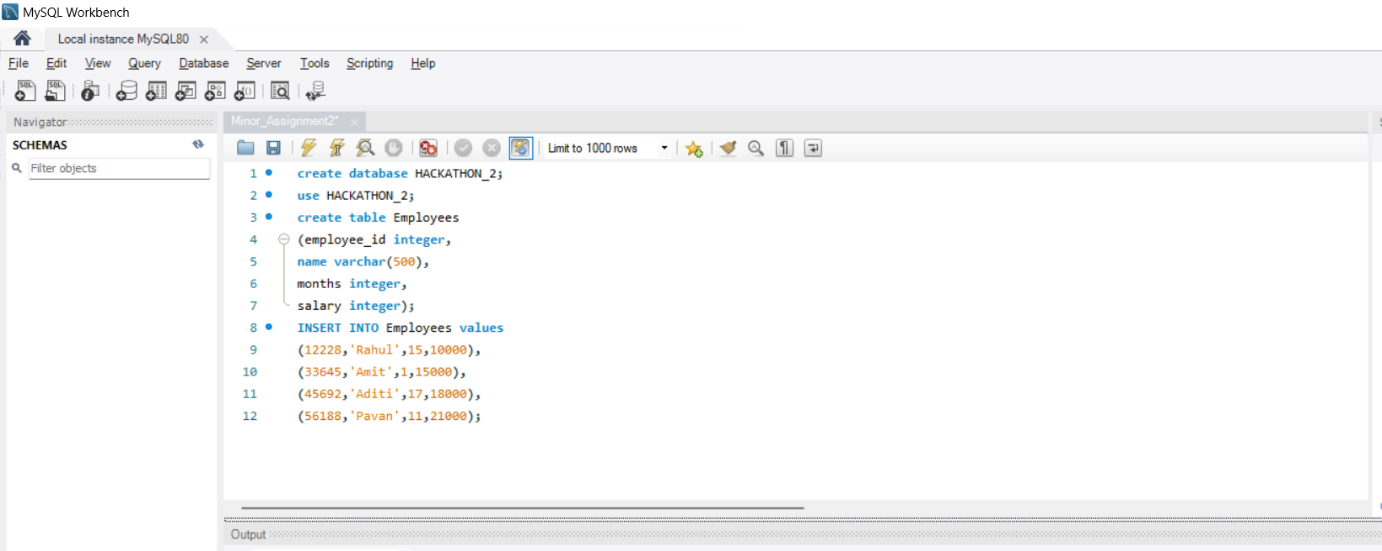 MySQL Workbench
Local instance MySQL80
File Edit View Query Database Server Tools Scripting Help
Navigator
SCHEMAS
Filter objects
Minor_Assignment2*
Limit to 1000 rows
1 create database HACKATHON_2;
2 use HACKATHON_2;
3 create table Employees
4 (employee_id integer,
5 name varchar(500),
6 months integer,
7 salary integer);
8 INSERT INTO Employees values
9 (12228,'Rahul',15,10000),
10 (33645,'Amit',1,15000),
11 (45692,'Aditi',17,18000),
12 (56188,'Pavan',11,21000);
Output